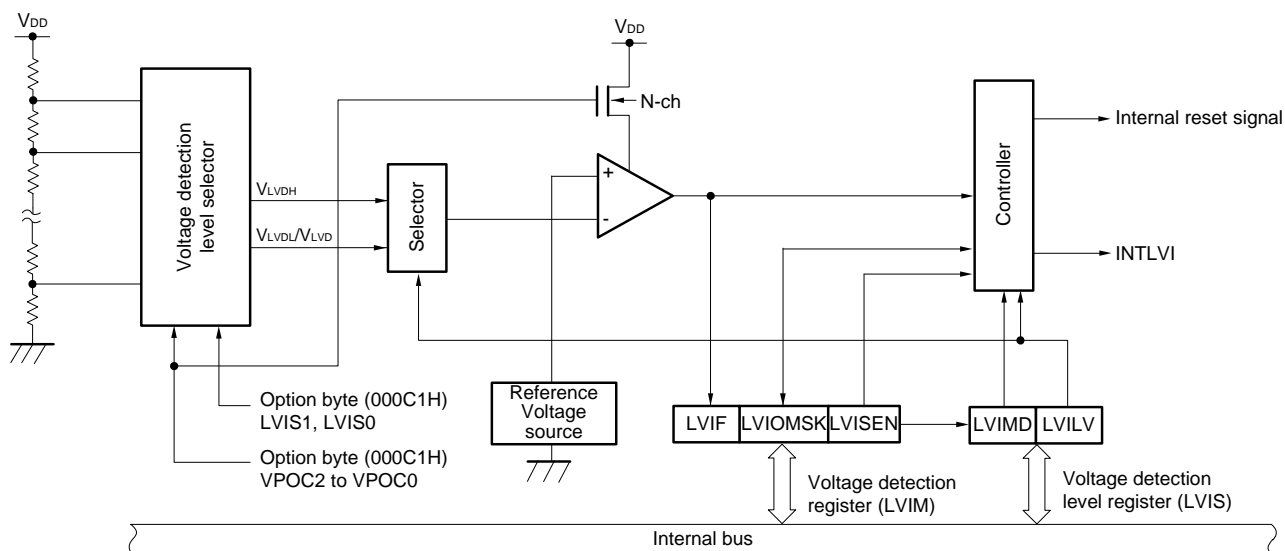 VDD
VDD
N-ch
Voltage detection
level selector
VLVDH
VLVDL/VLVD
Selector
+
-
Controller
Internal reset signal
INTLVI
Option byte (000C1H)
LVIS1, LVIS0
Option byte (000C1H)
VPOC2 to VPOC0
Reference
Voltage
source
LVIF
LVIOMSK
LVISEN
LVIMD
LVILV
Voltage detection
register (LVIM)
Voltage detection
level register (LVIS)
Internal bus